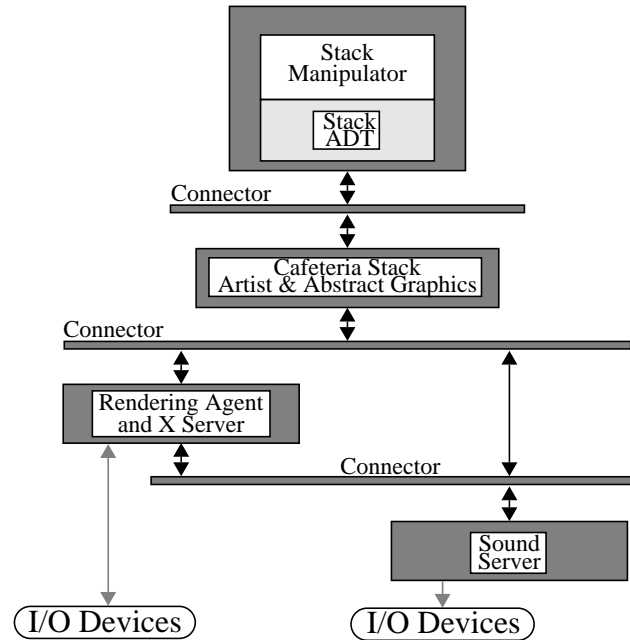 Stack
Manipulator
Stack
ADT
Connector
Cafeteria Stack
Artist & Abstract Graphics
Connector
Rendering Agent
and X Server
Connector
Sound
Server
I/O Devices
I/O Devices